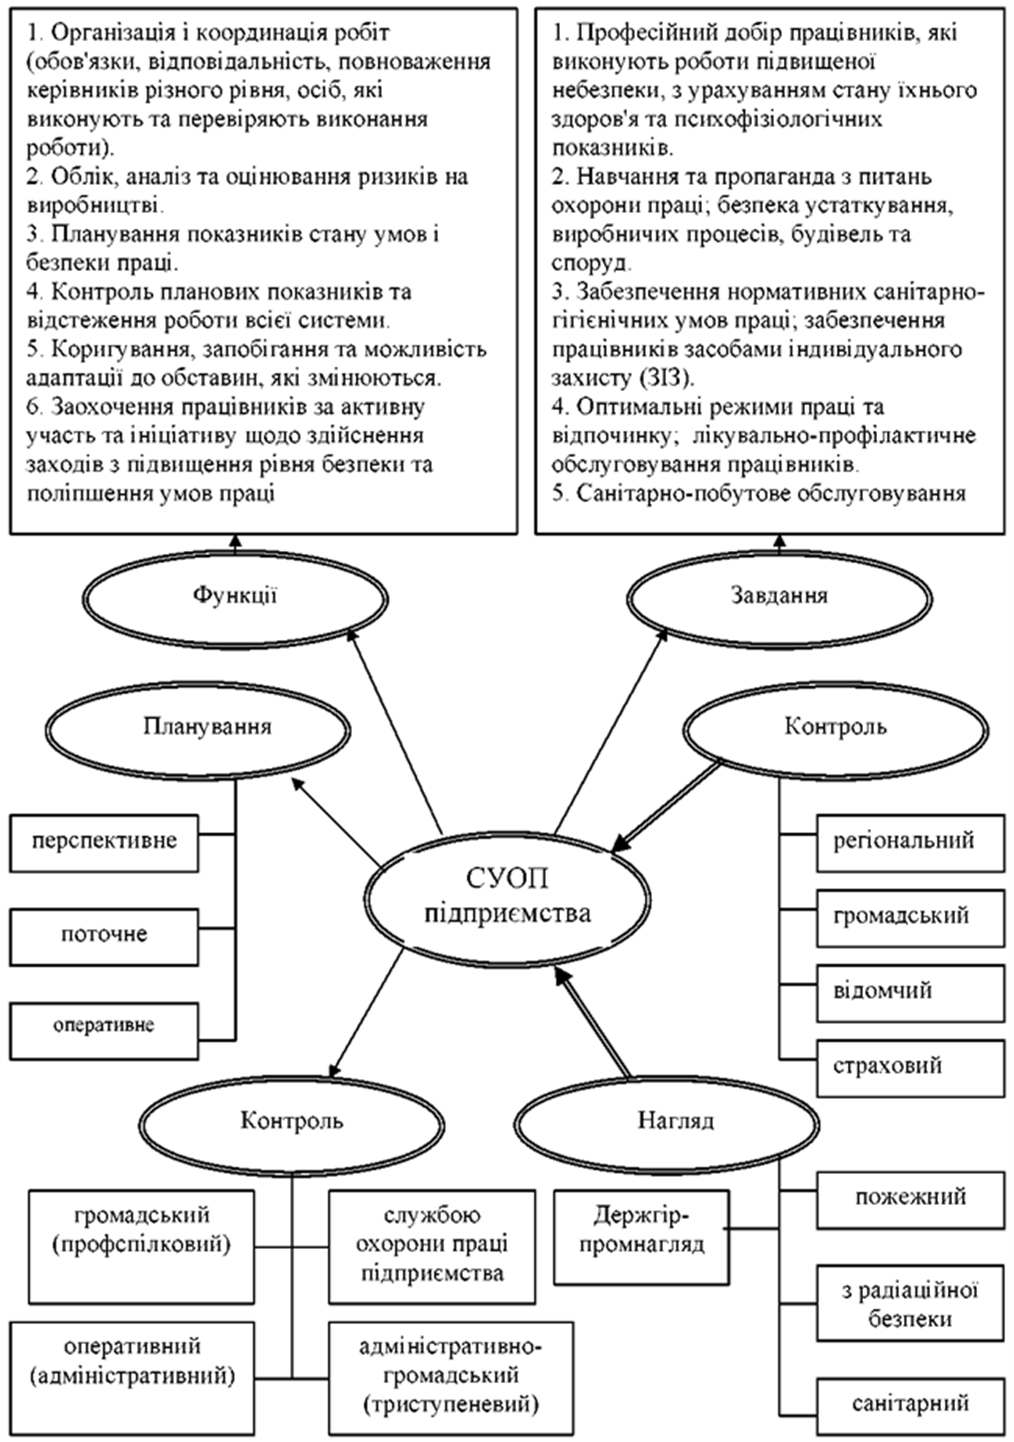 1. Організація і координація робіт
(обов'язки, відповідальність, повноваження
керівників різного рівня, осіб, які
виконують та перевіряють виконання
роботи).
2. Облік, аналіз та оцінювання ризиків на
виробництві.
3. Планування показників стану умов і
безпеки праці.
4. Контроль планових показників та
відстеження роботи всієї системи.
5. Коригування, запобігання та можливість
адаптації до обставин, які змінюються.
6. Заохочення працівників за активну
участь та ініціативу щодо здійснення
заходів з підвищення рівня безпеки та
поліпшення умов праці
1. Професійний добір працівників, які
виконують роботи підвищеної
небезпеки, з урахуванням стану їхнього
здоров'я та психофізіологічних
показників.
2. Навчання та пропаганда з питань
охорони праці; безпека устаткування,
виробничих процесів, будівель та
споруд.
3. Забезпечення нормативних санітарно-
гігієнічних умов праці; забезпечення
працівників засобами індивідуального
захисту (ЗІЗ).
4. Оптимальні режими праці та
відпочинку; лікувально-профілактичне
обслуговування працівників.
5. Санітарно-побутове обслуговування
Функції
Завдання
Планування
Контроль
перспективне
поточне
оперативне
СУОП
підприємства
регіональний
громадський
відомчий
страховий
Контроль
Нагляд
громадський
(профспілковий)
службою
охорони праці
підприємства
оперативний
(адміністративний)
адміністративно-
громадський
(триступеневий)
Держгір-
промнагляд
пожежний
з радіаційної
безпеки
санітарний